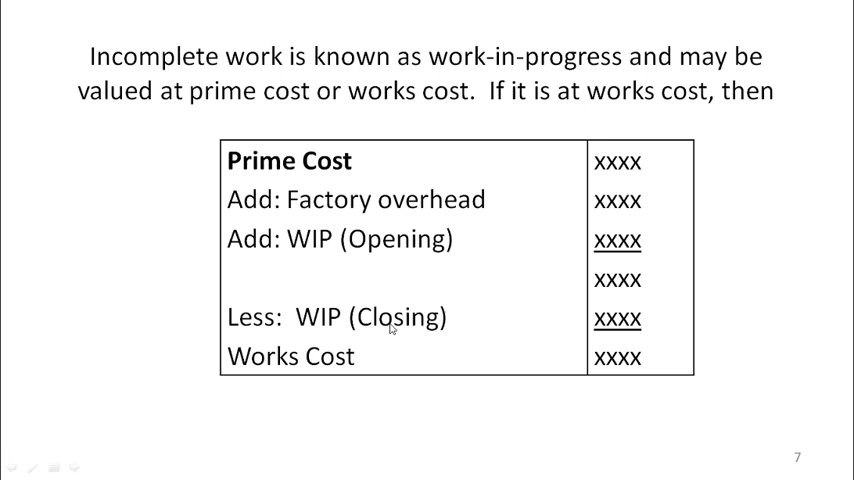 Incomplete work is known as work-in-progress and may be
valued at prime cost or works cost. If it is at works cost, then
Prime Cost xxxx
Add: Factory overhead xxxx
Add: WIP (Opening) xxxx
xxxx
Less: WIP (Closing) xxxx
Works Cost xxxx
7